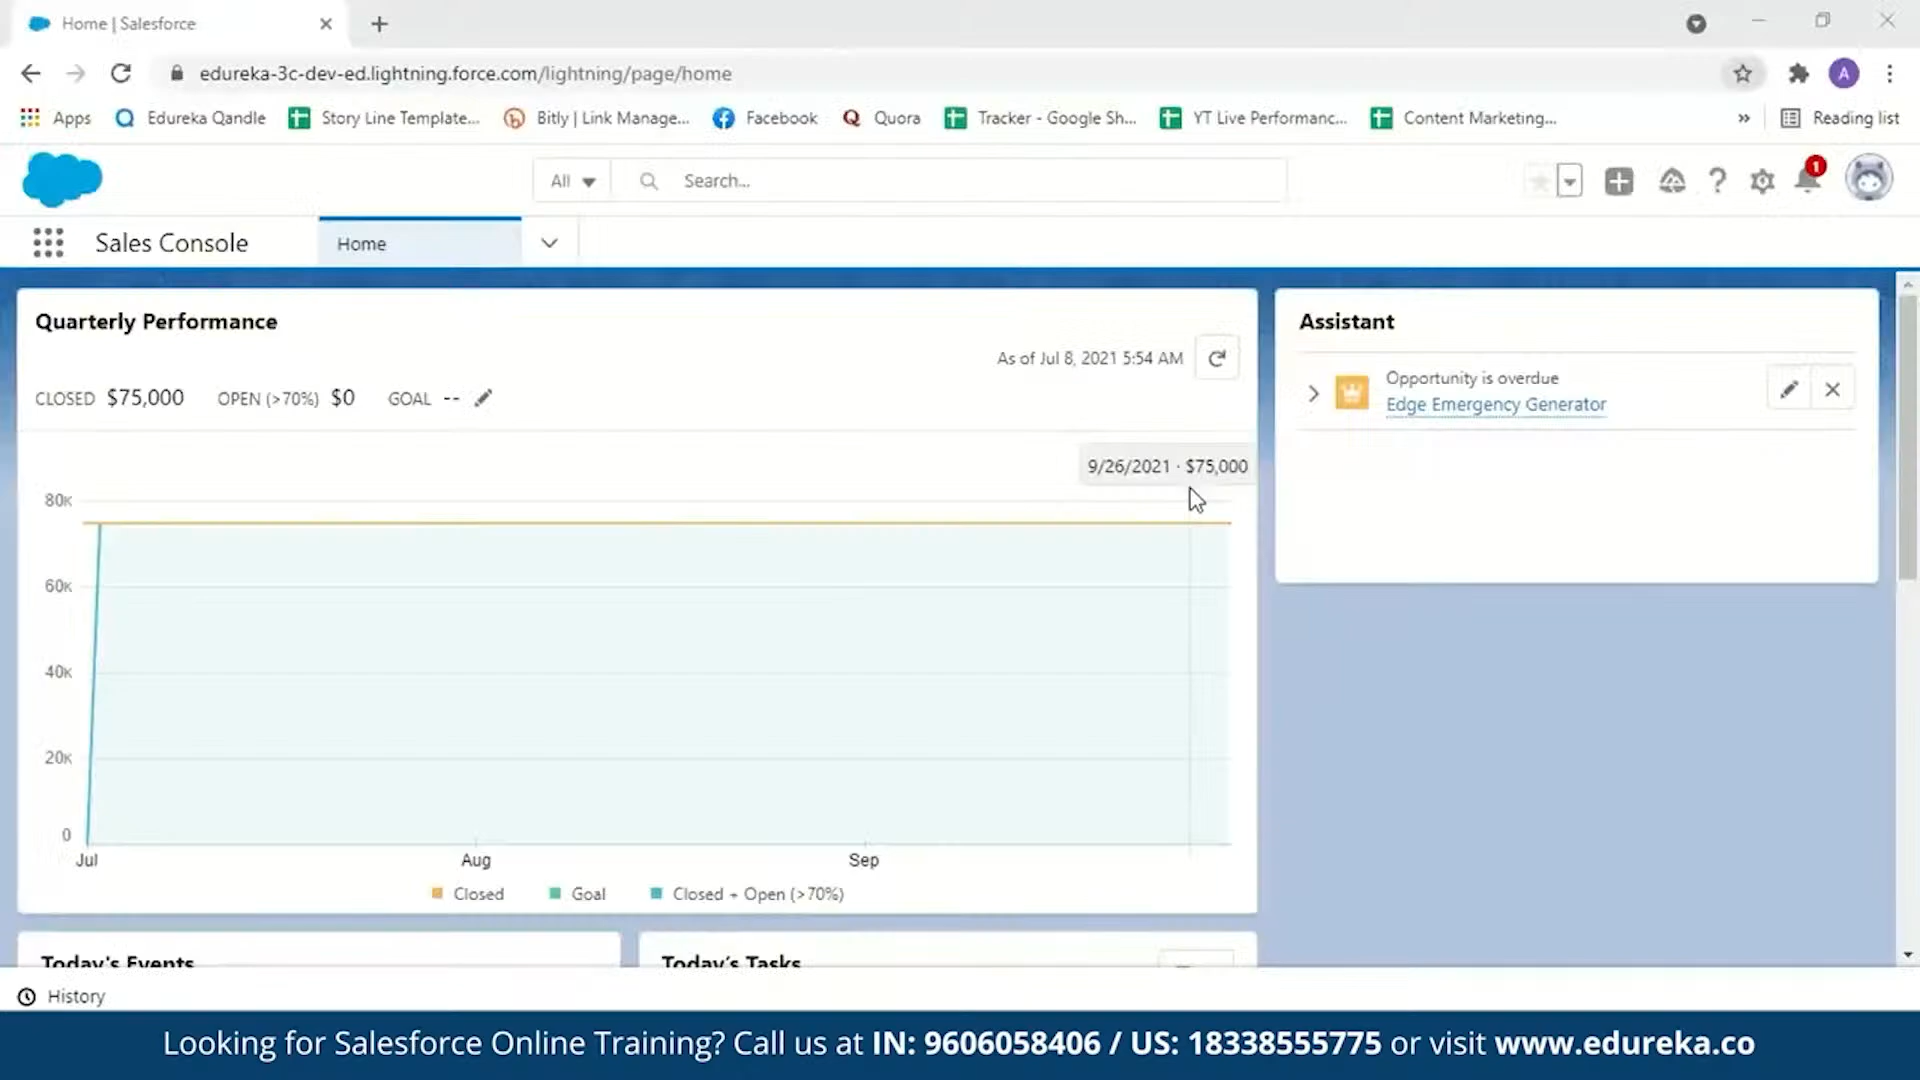 Home | Salesforce
edureka-3c-dev-ed.lightning.force.com/lightning/page/home
A
Apps Edureka Qandle Story Line Template... Bitly | Link Manage... Facebook Quora Tracker - Google Sh... YT Live Performanc... Content Marketing... » Reading list
All Search... 1
Sales Console Home
Quarterly Performance
As of Jul 8, 2021 5:54 AM
CLOSED $75,000 OPEN (>70%) $0 GOAL --
9/26/2021 · $75,000
80K
60K
40K
20K
0
Jul Aug Sep
Closed Goal Closed + Open (>70%)
Assistant
Opportunity is overdue
Edge Emergency Generator
Today's Events Today's Tasks
History
Looking for Salesforce Online Training? Call us at IN: 9606058406 / US: 18338555775 or visit www.edureka.co